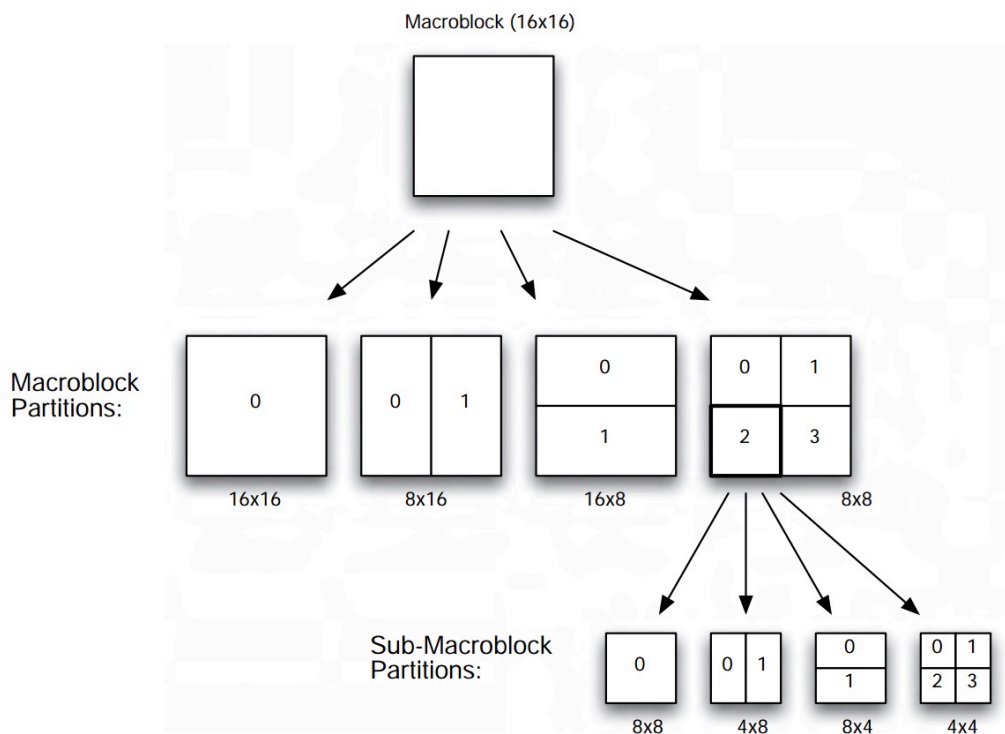 Macroblock (16x16)
Macroblock
Partitions:
0
0 1
0
1
0 1
2 3
16x16
8x16
16x8
8x8
Sub-Macroblock
Partitions:
0
0 1
0
1
0 1
2 3
8x8
4x8
8x4
4x4